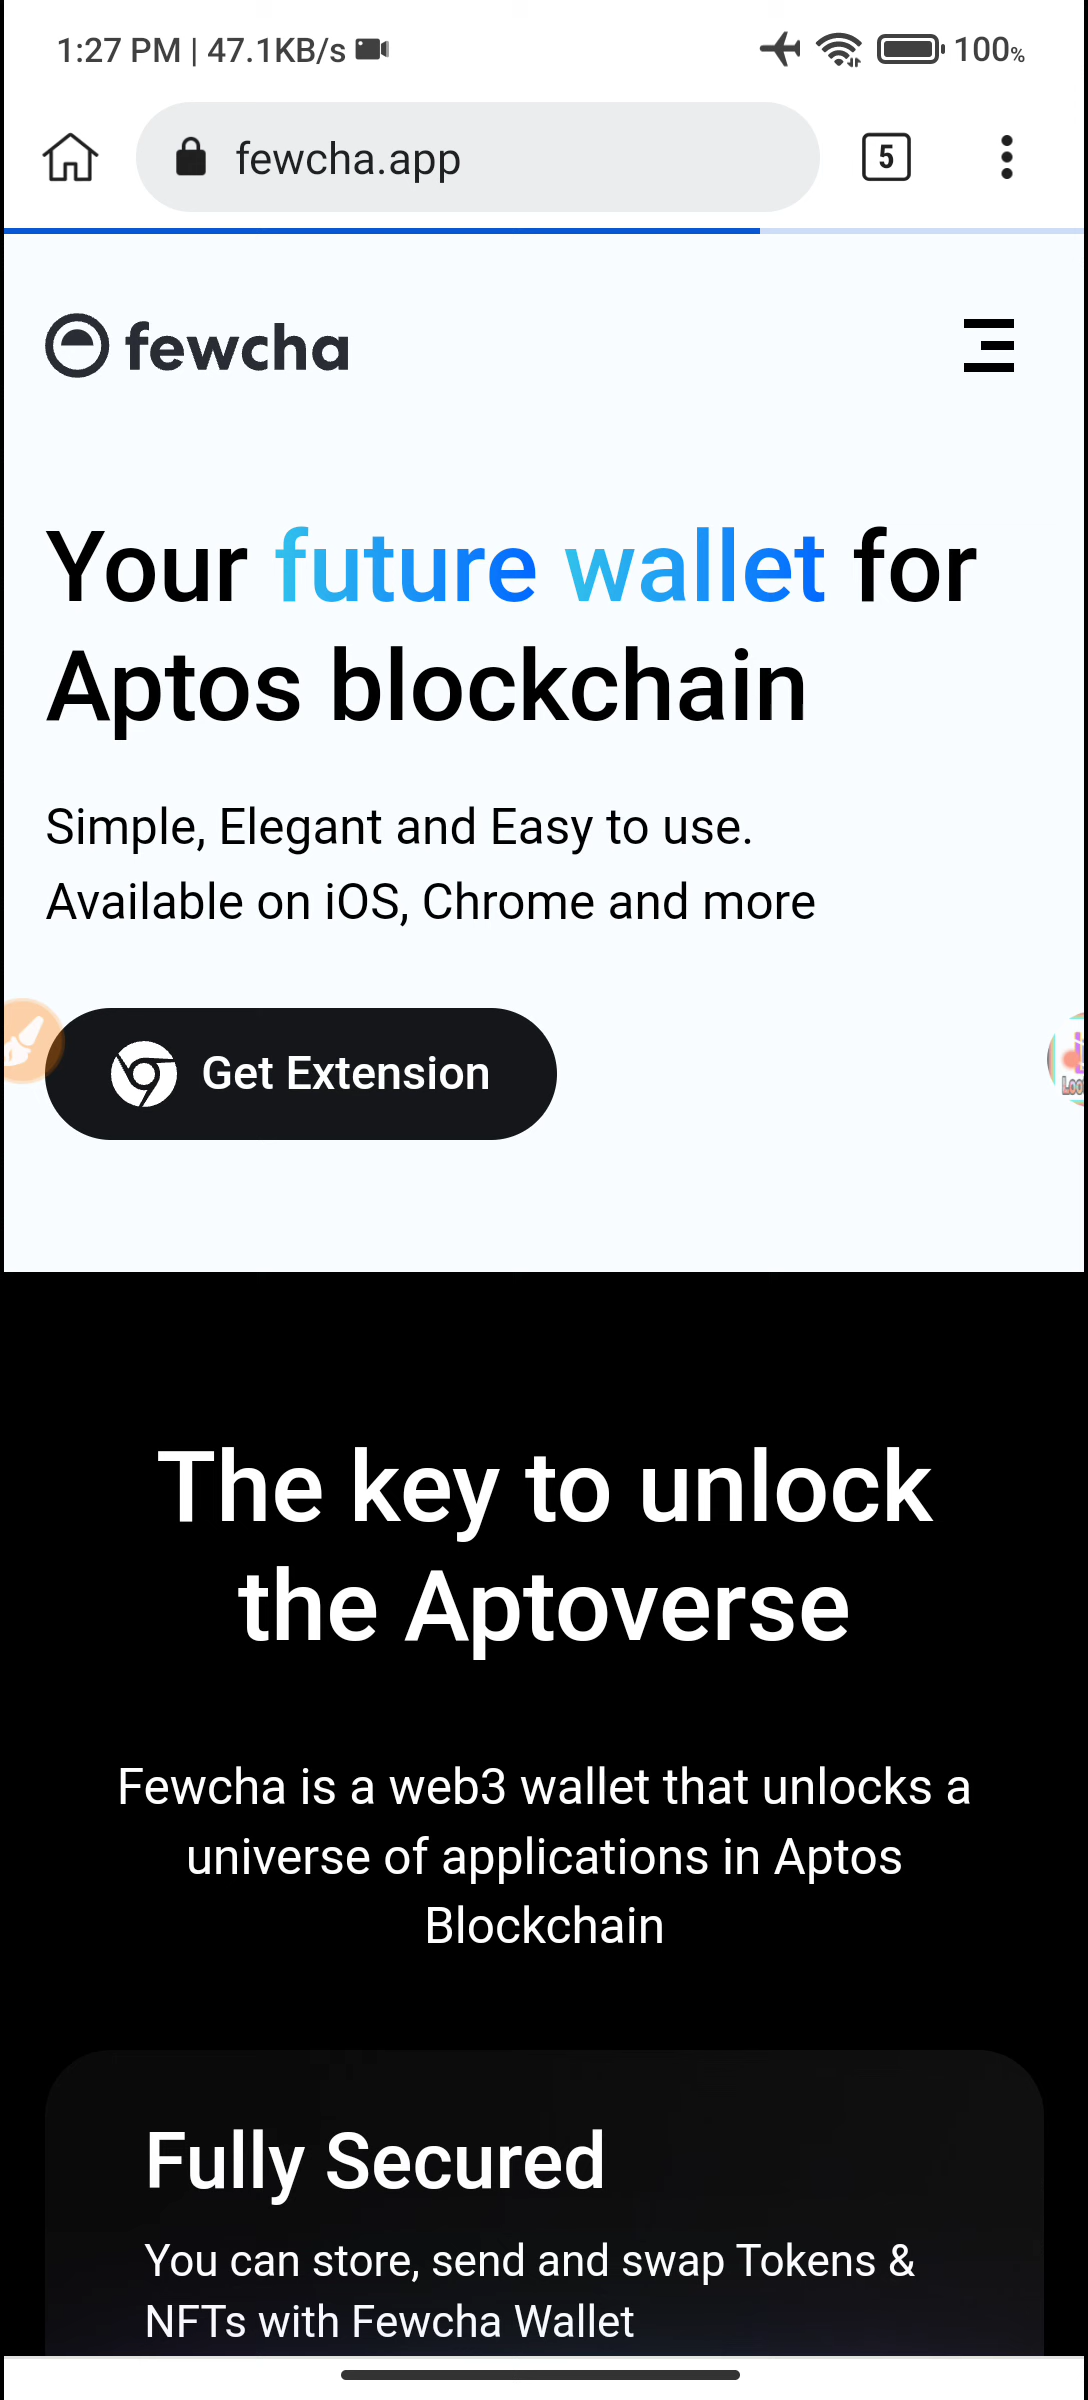 1:27 PM | 47.1KB/s 100%
fewcha.app 5
fewcha
Your future wallet for
Aptos blockchain
Simple, Elegant and Easy to use.
Available on iOS, Chrome and more
Get Extension
The key to unlock
the Aptoverse
Fewcha is a web3 wallet that unlocks a
universe of applications in Aptos
Blockchain
Fully Secured
You can store, send and swap Tokens &
NFTs with Fewcha Wallet